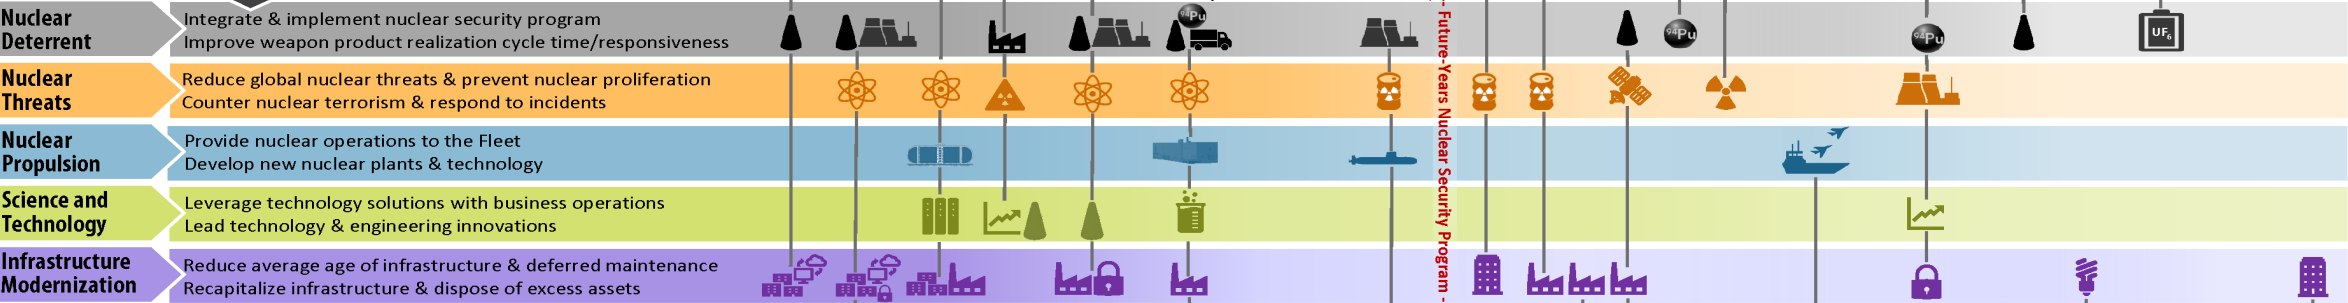 Nuclear
Deterrent
Integrate & implement nuclear security program
Improve weapon product realization cycle time/responsiveness
94Pu
94Pu
94Pu
UF6
Nuclear
Threats
Reduce global nuclear threats & prevent nuclear proliferation
Counter nuclear terrorism & respond to incidents
Nuclear
Propulsion
Provide nuclear operations to the Fleet
Develop new nuclear plants & technology
Science and
Technology
Leverage technology solutions with business operations
Lead technology & engineering innovations
Infrastructure
Modernization
Reduce average age of infrastructure & deferred maintenance
Recapitalize infrastructure & dispose of excess assets
- Future-Years Nuclear Security Program -